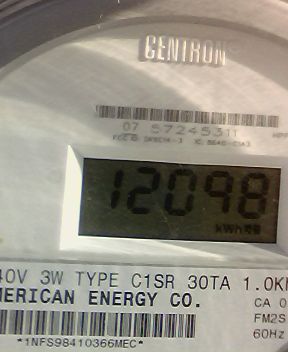 CENTRON
07 57245311
12098
kWh
40V 3W TYPE C1SR 30TA 1.0K
MERICAN ENERGY CO.
CA 0
FM2S
60Hz
*1NFS98410366MEC*